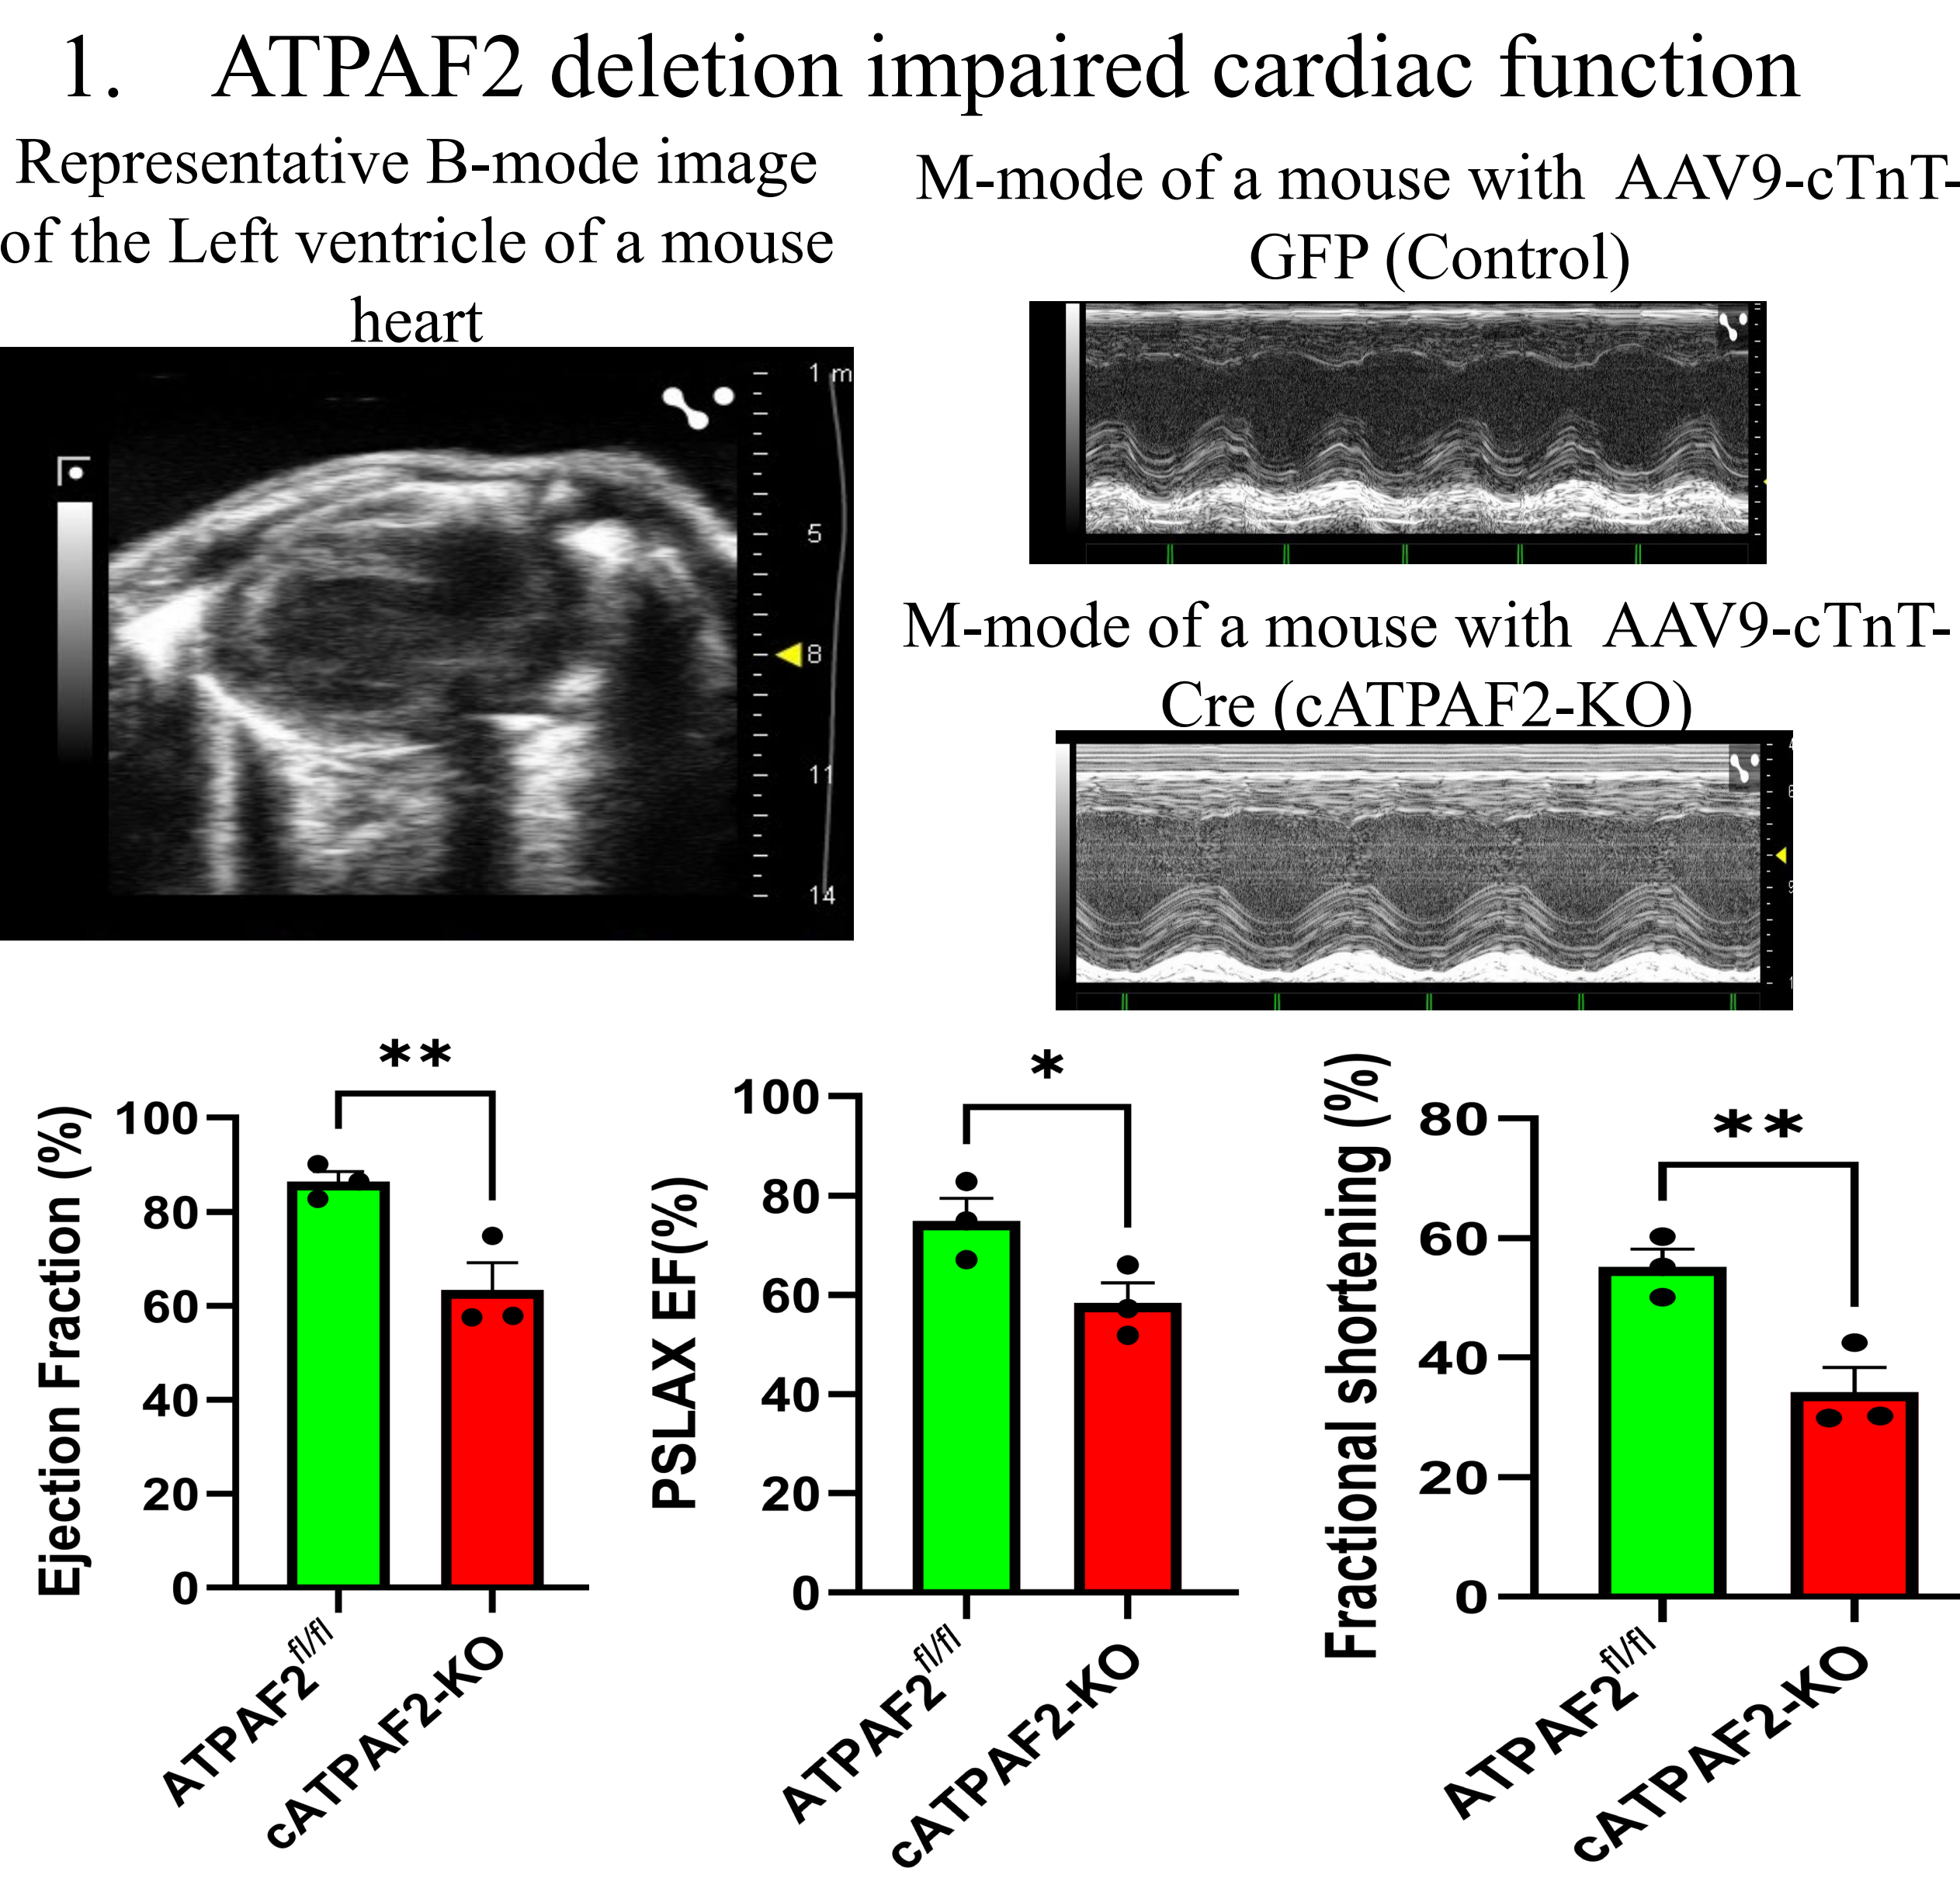 1. ATPAF2 deletion impaired cardiac function
Representative B-mode image
of the Left ventricle of a mouse
heart
1 m
5
8
11
14
M-mode of a mouse with AAV9-cTnT-
GFP (Control)
M-mode of a mouse with AAV9-cTnT-
Cre (cATPAF2-KO)
Ejection Fraction (%)
100
80
60
40
20
0
**
ATPAF2fl/fl
cATPAF2-KO
PSLAX EF(%)
100
80
60
40
20
0
*
ATPAF2fl/fl
cATPAF2-KO
Fractional shortening (%)
80
60
40
20
0
**
ATPAF2fl/fl
cATPAF2-KO